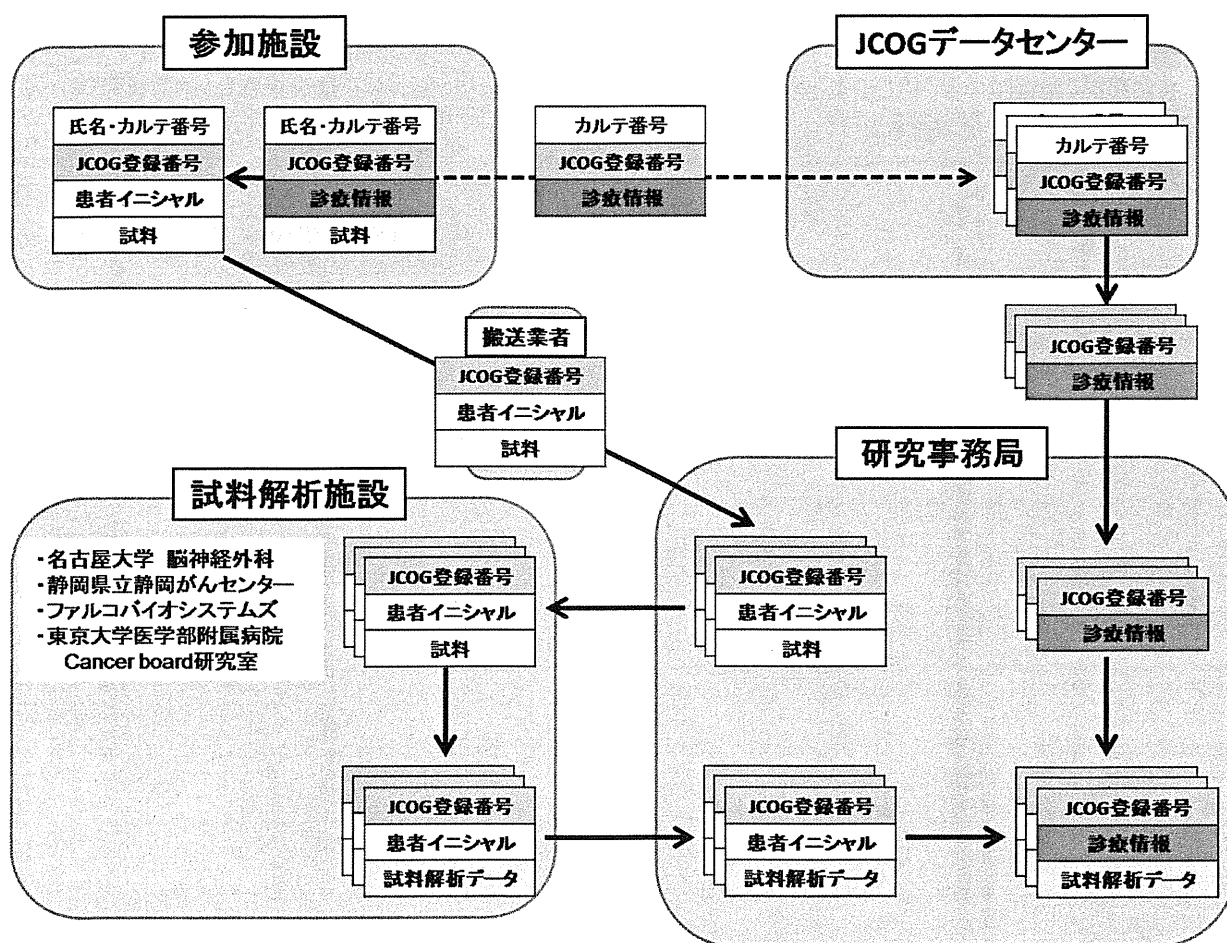 参加施設
氏名・カルテ番号
JCOG登録番号
患者イニシャル
試料
氏名・カルテ番号
JCOG登録番号
診療情報
試料
カルテ番号
JCOG登録番号
診療情報
JCOGデータセンター
カルテ番号
JCOG登録番号
診療情報
JCOG登録番号
診療情報
搬送業者
JCOG登録番号
患者イニシャル
試料
試料解析施設
・名古屋大学 脳神経外科
・静岡県立静岡がんセンター
・ファルコバイオシステムズ
・東京大学医学部附属病院
Cancer board研究室
JCOG登録番号
患者イニシャル
試料
JCOG登録番号
患者イニシャル
試料解析データ
研究事務局
JCOG登録番号
患者イニシャル
試料
JCOG登録番号
診療情報
JCOG登録番号
患者イニシャル
試料解析データ
JCOG登録番号
診療情報
試料解析データ